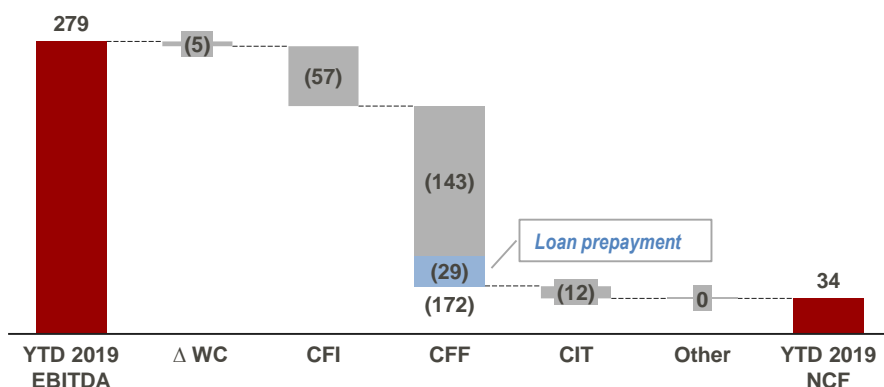 279
(5)
(57)
(143)
Loan prepayment
(29)
(172)
(12)
0
34
YTD 2019
EBITDA
Δ WC
CFI
CFF
CIT
Other
YTD 2019
NCF